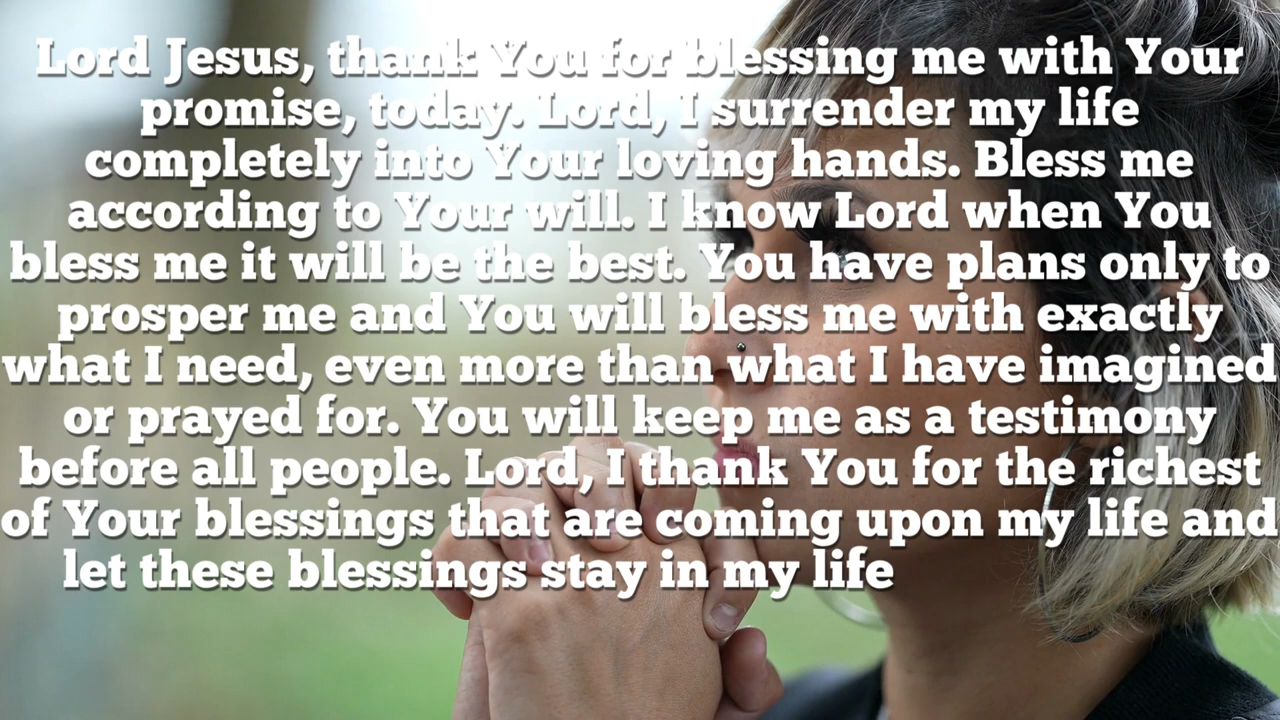 Lord Jesus, thank You for blessing me with Your
promise, today. Lord, I surrender my life
completely into Your loving hands. Bless me
according to Your will. I know Lord when You
bless me it will be the best. You have plans only to
prosper me and You will bless me with exactly
what I need, even more than what I have imagined
or prayed for. You will keep me as a testimony
before all people. Lord, I thank You for the richest
of Your blessings that are coming upon my life and
let these blessings stay in my life